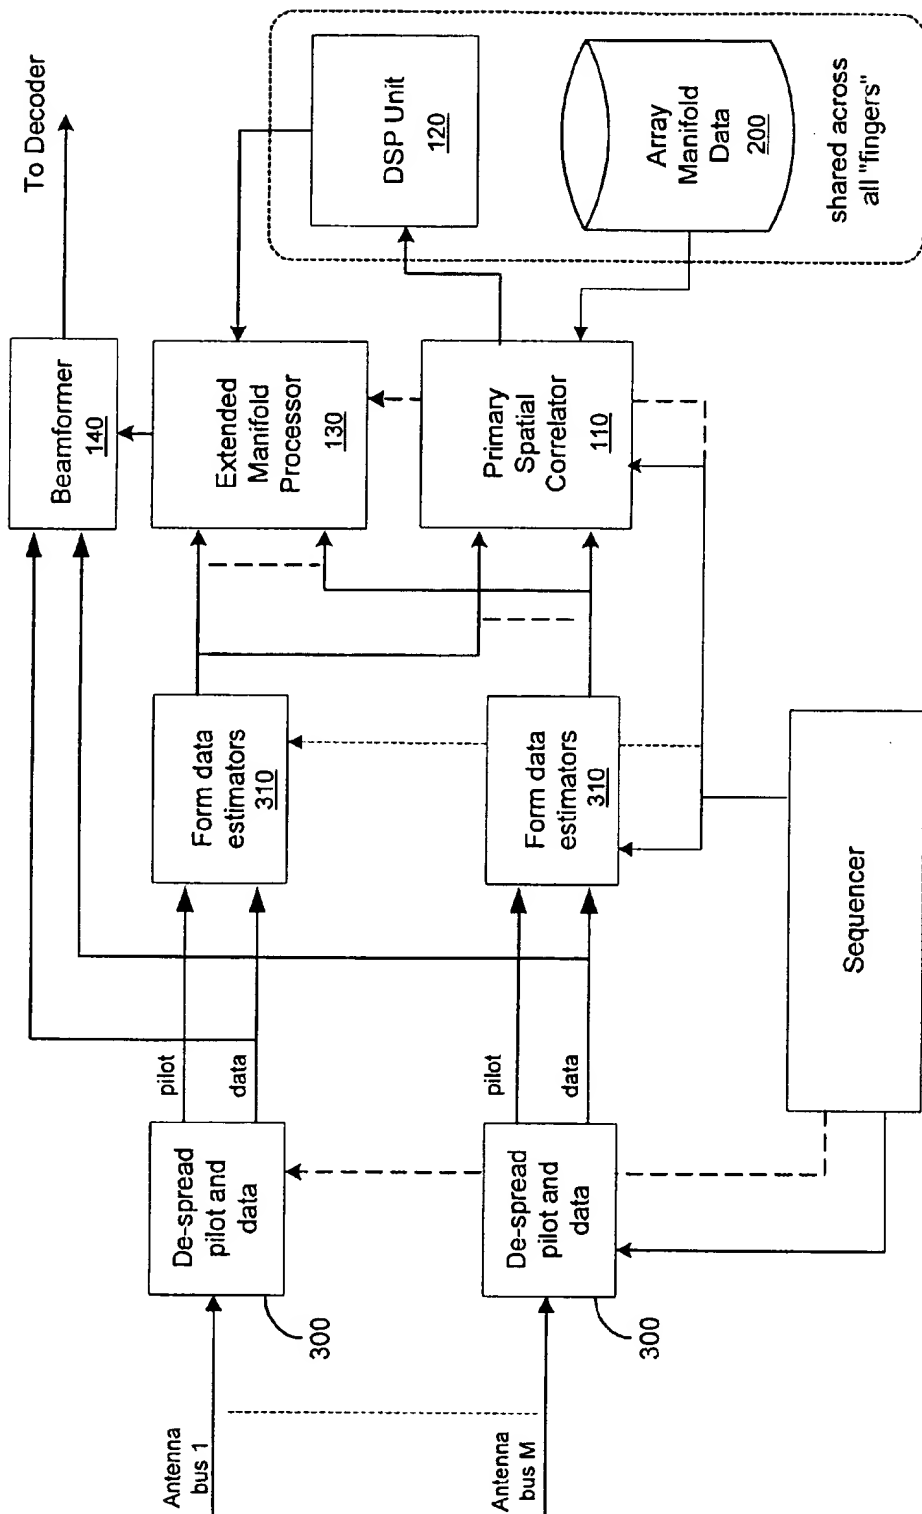 Antenna
bus 1
300
De-spread
pilot and
data
pilot
data
Form data
estimators
310
Beamformer
140
To Decoder
Extended
Manifold
Processor
130
DSP Unit
120
Antenna
bus M
300
De-spread
pilot and
data
pilot
data
Form data
estimators
310
Primary
Spatial
Correlator
110
Array
Manifold
Data
200
shared across
all "fingers"
Sequencer